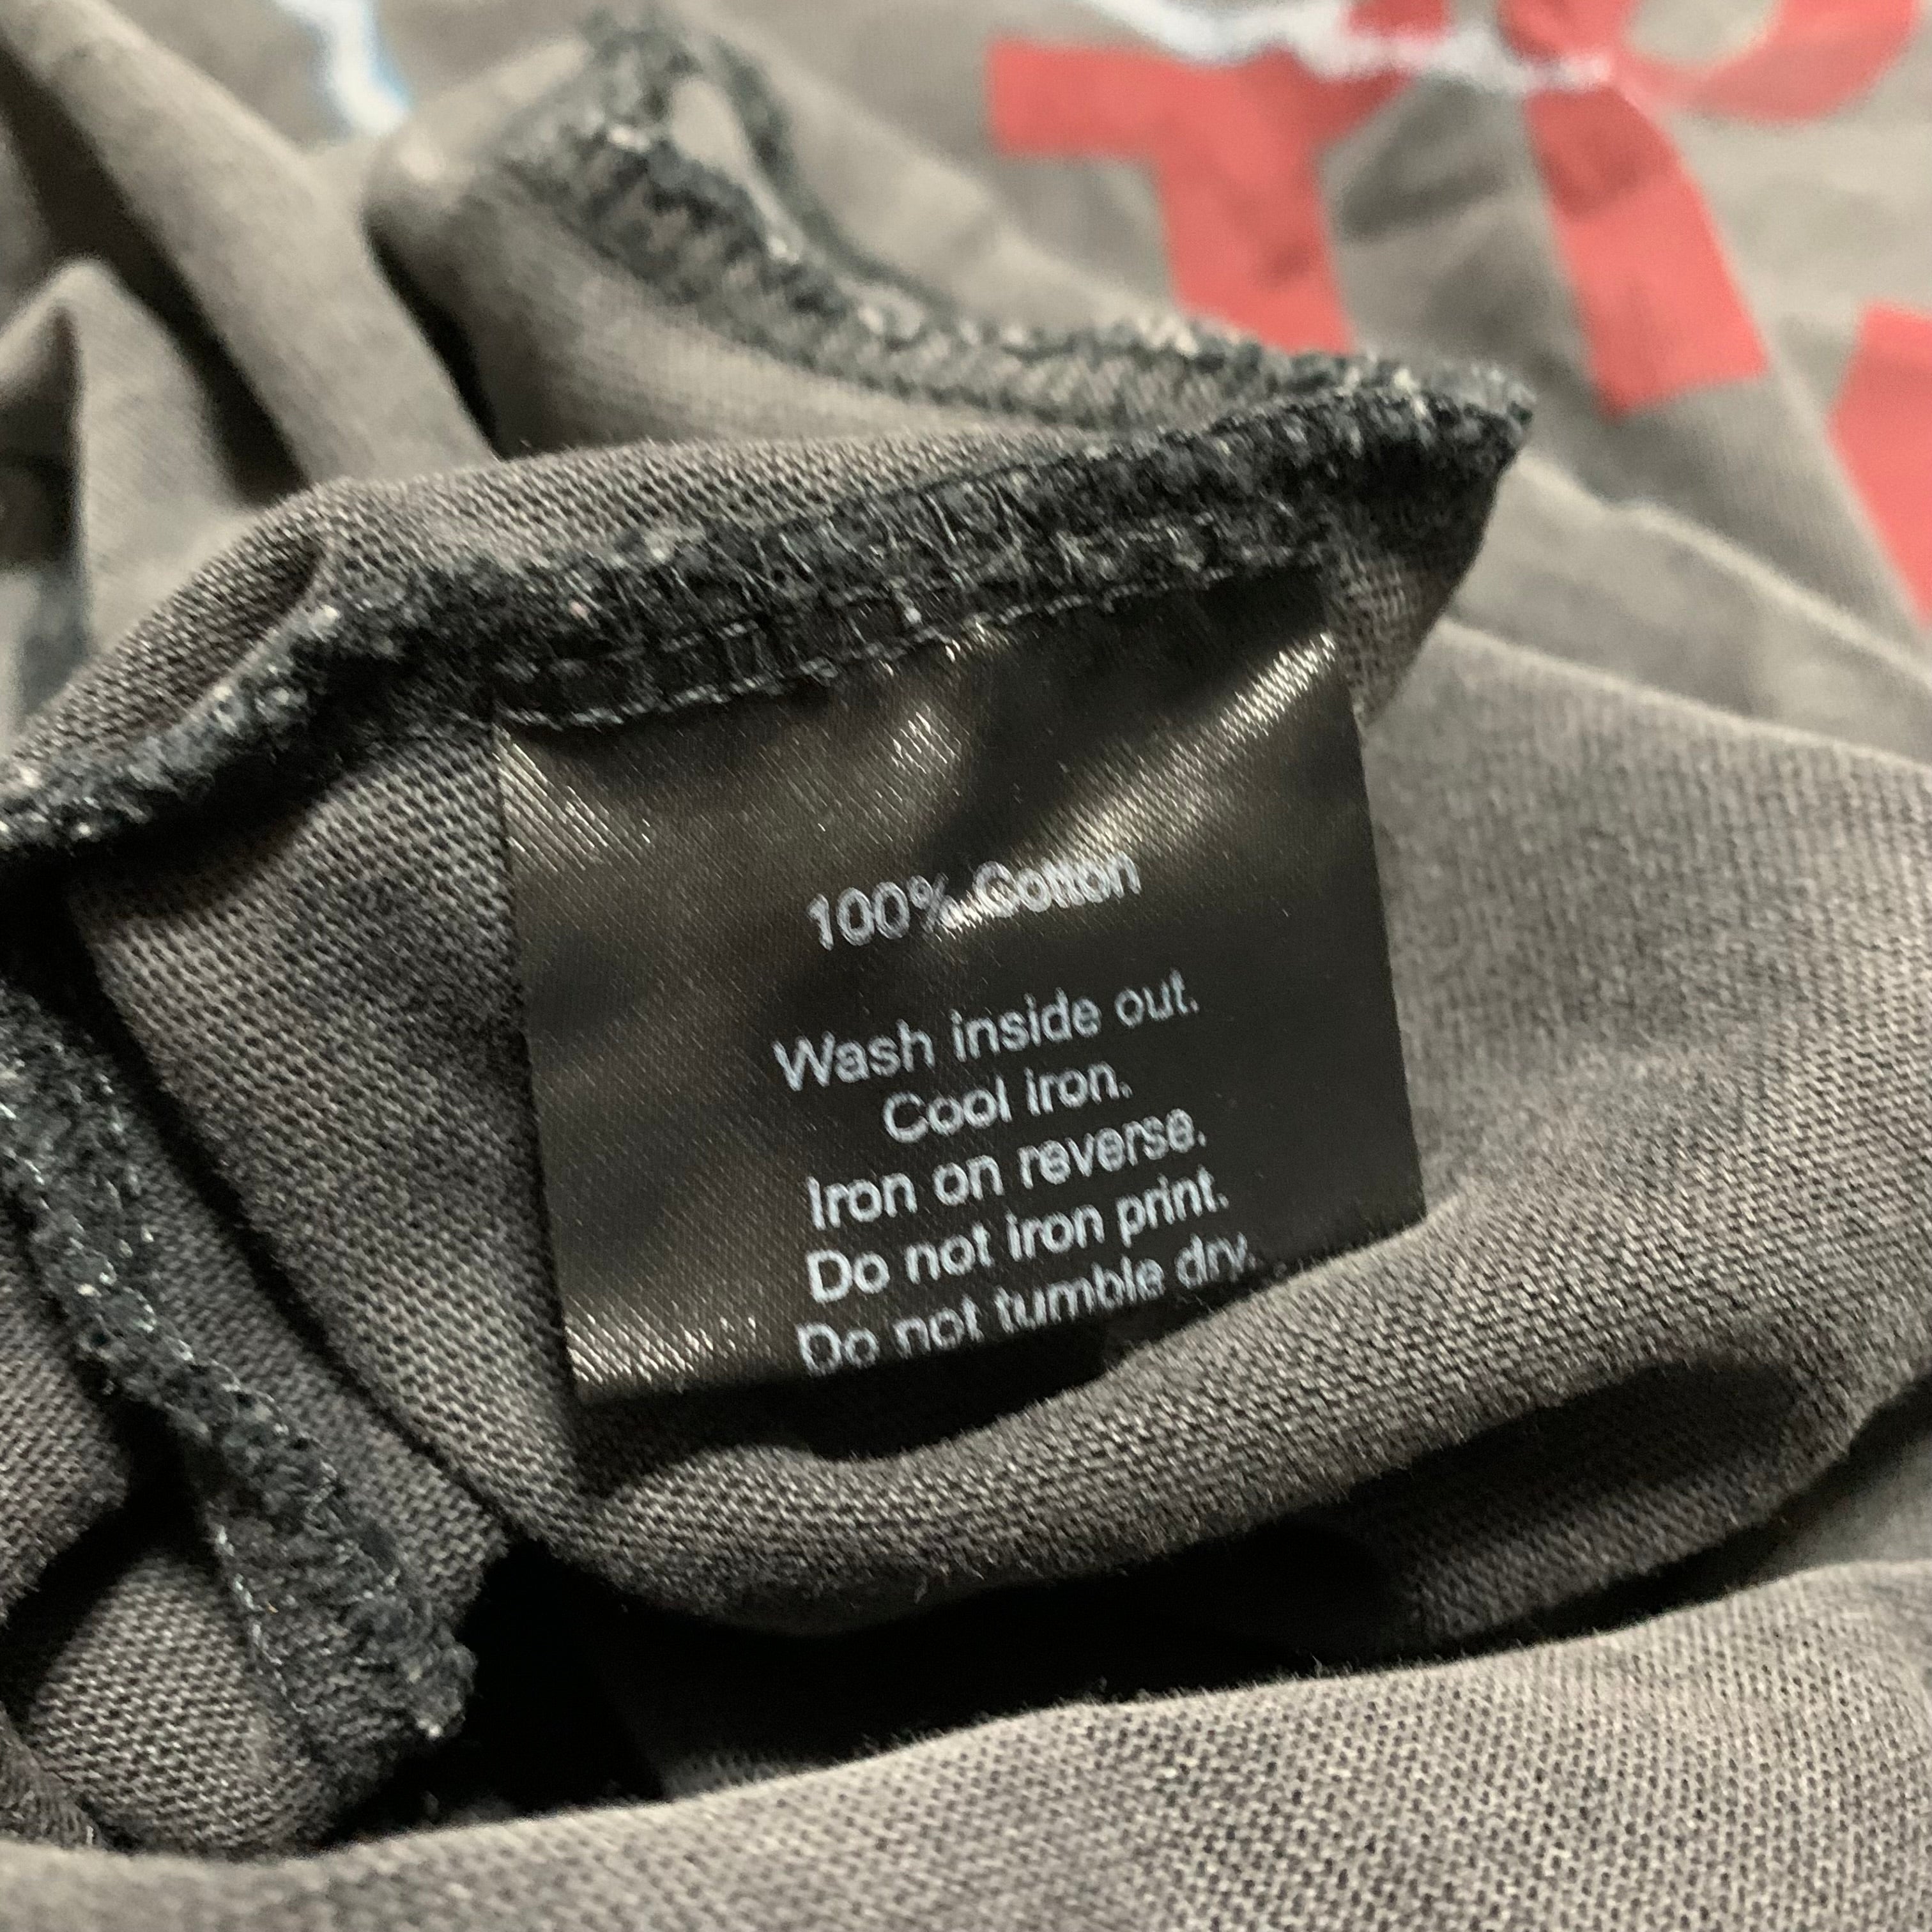 100% Cotton
Wash inside out.
Cool iron.
Iron on reverse.
Do not iron print.
Do not tumble dry.